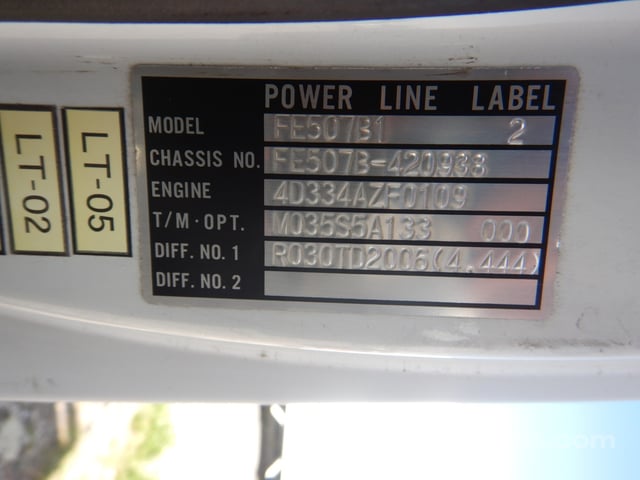 POWER LINE LABEL
MODEL FE507B1 2
CHASSIS NO. FE507B-420938
ENGINE 4D334AZF0109
T/M·OPT. M035S5A133 000
DIFF. NO. 1 R030TD2006(4.444)
DIFF. NO. 2
LT-02
LT-05